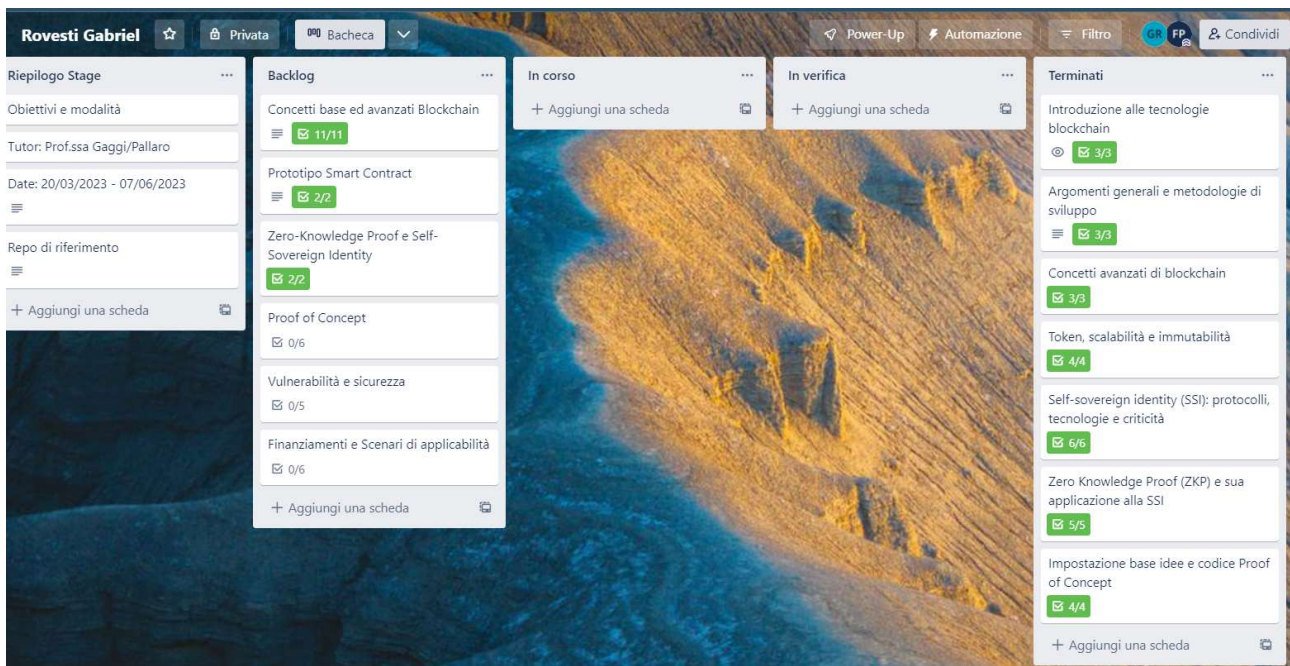 Rovesti Gabriel
Privata
Bacheca
Power-Up
Automazione
Filtro
GR
FP
Condividi
Riepilogo Stage
Obiettivi e modalità
Tutor: Prof.ssa Gaggi/Pallaro
Date: 20/03/2023 - 07/06/2023
Repo di riferimento
+ Aggiungi una scheda
Backlog
Concetti base ed avanzati Blockchain
11/11
Prototipo Smart Contract
2/2
Zero-Knowledge Proof e Self-
Sovereign Identity
2/2
Proof of Concept
0/6
Vulnerabilità e sicurezza
0/5
Finanziamenti e Scenari di applicabilità
0/6
+ Aggiungi una scheda
In corso
+ Aggiungi una scheda
In verifica
+ Aggiungi una scheda
Terminati
Introduzione alle tecnologie
blockchain
3/3
Argomenti generali e metodologie di
sviluppo
3/3
Concetti avanzati di blockchain
3/3
Token, scalabilità e immutabilità
4/4
Self-sovereign identity (SSI): protocolli,
tecnologie e criticità
6/6
Zero Knowledge Proof (ZKP) e sua
applicazione alla SSI
5/5
Impostazione base idee e codice Proof
of Concept
4/4
+ Aggiungi una scheda